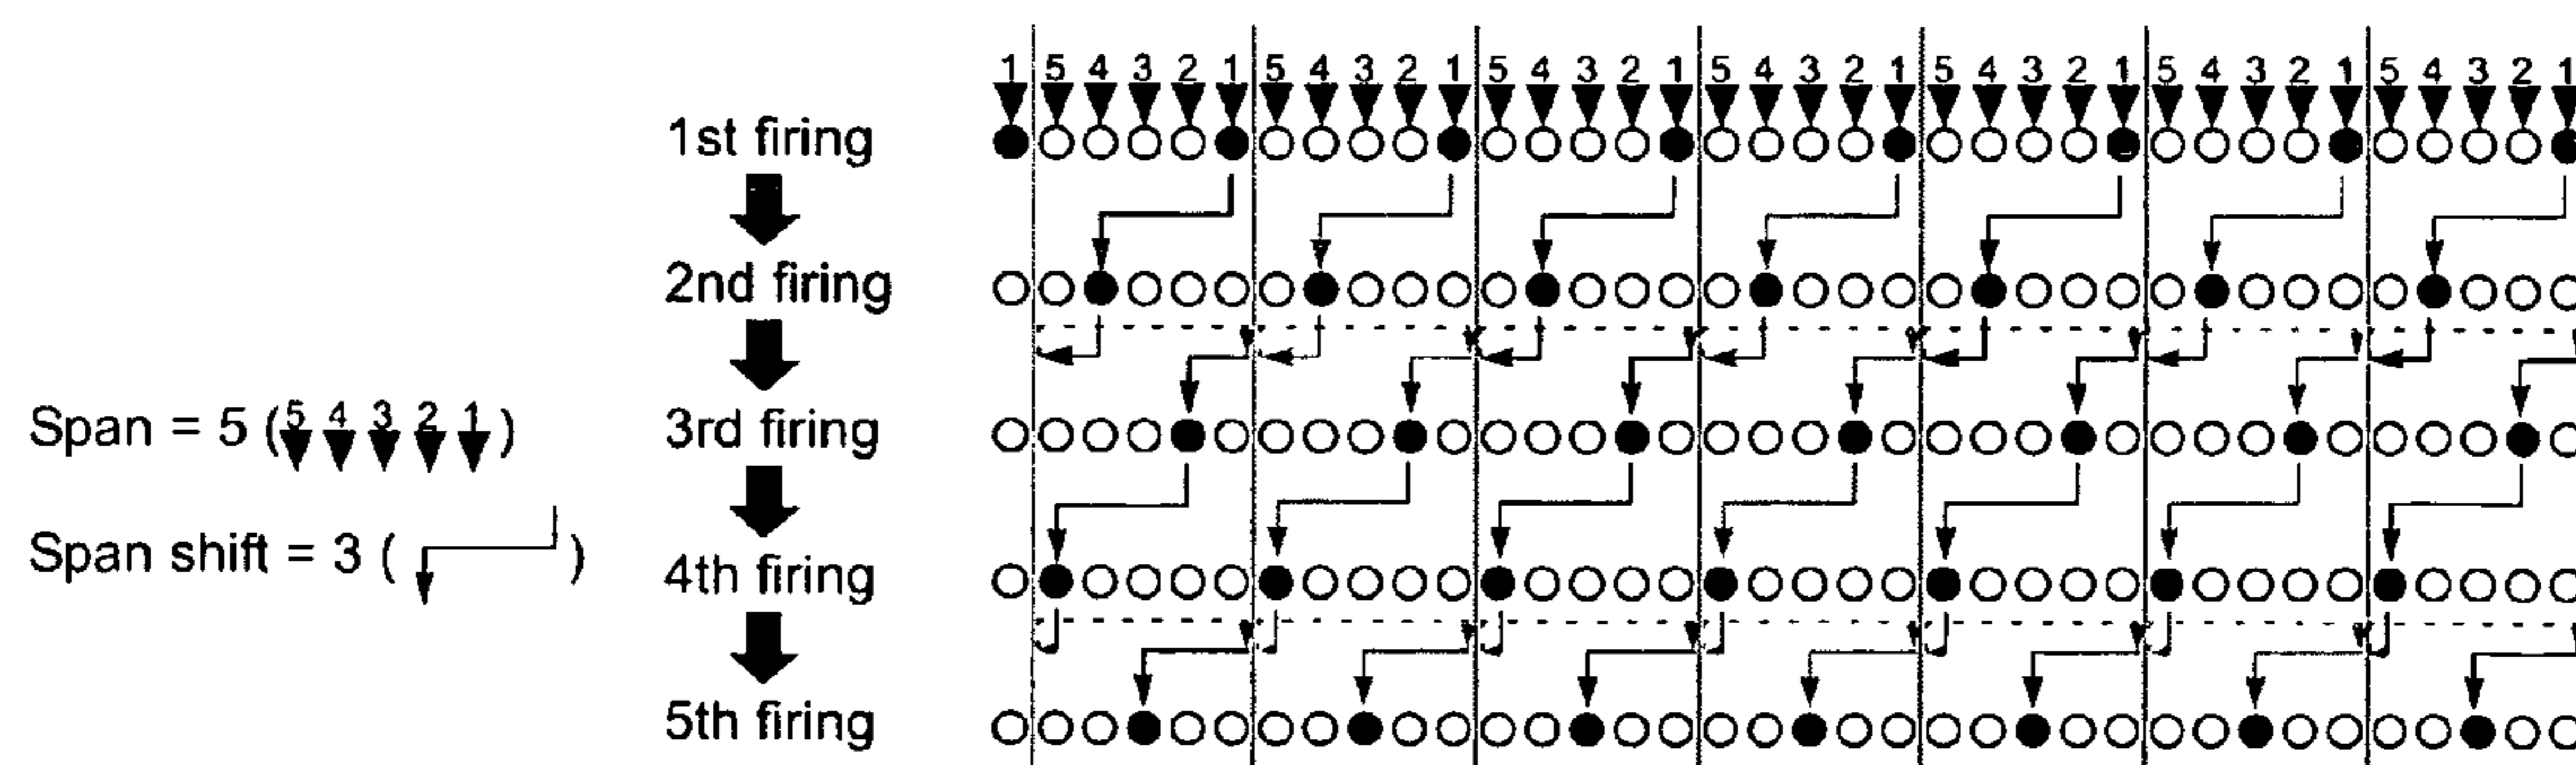 1 5 4 3 2 1 5 4 3 2 1 5 4 3 2 1 5 4 3 2 1 5 4 3 2 1 5 4 3 2 1 5 4 3 2 1
1st firing
2nd firing
3rd firing
4th firing
5th firing
Span = 5 (5 4 3 2 1)
Span shift = 3 ( )